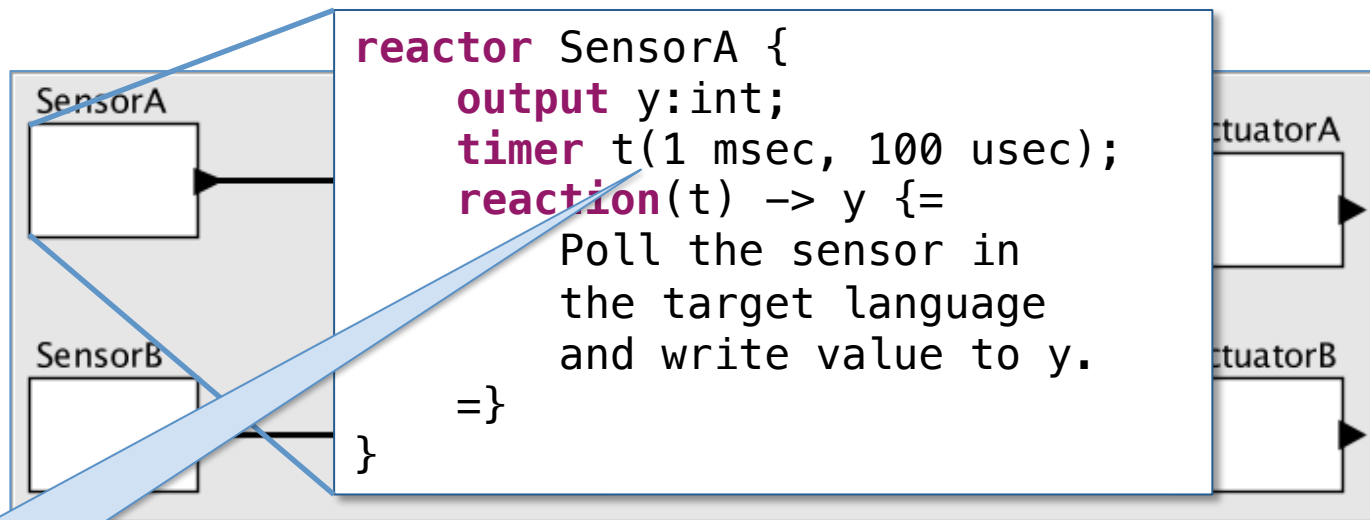 SensorA
SensorB
reactor SensorA {
    output y:int;
    timer t(1 msec, 100 usec);
    reaction(t) −> y {=
        Poll the sensor in
        the target language
        and write value to y.
    =}
}
ctuatorA
ctuatorB